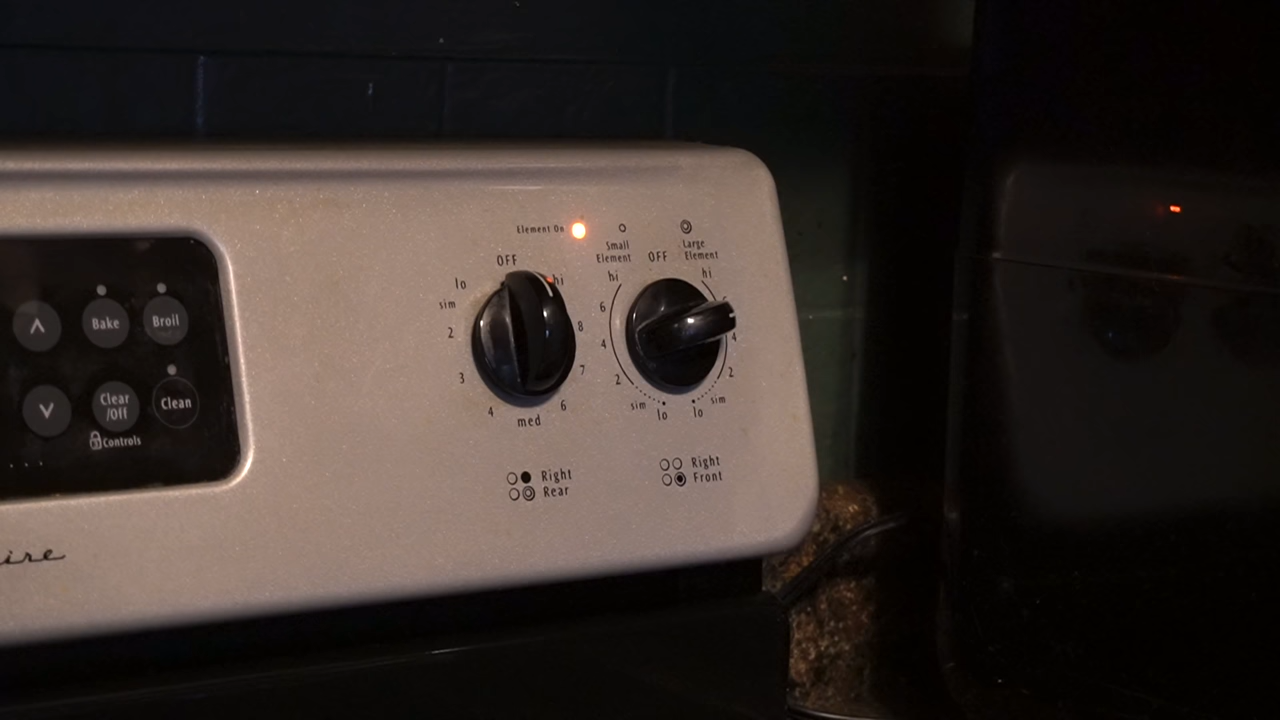 Element On
Small
Element
Large
Element
OFF
hi
lo
sim
2
3
4
med
6
7
8
OFF
hi
6
4
2
sim
lo
hi
4
2
sim
lo
Right
Rear
Right
Front
Bake
Broil
Clear
/Off
Clean
Controls
ire